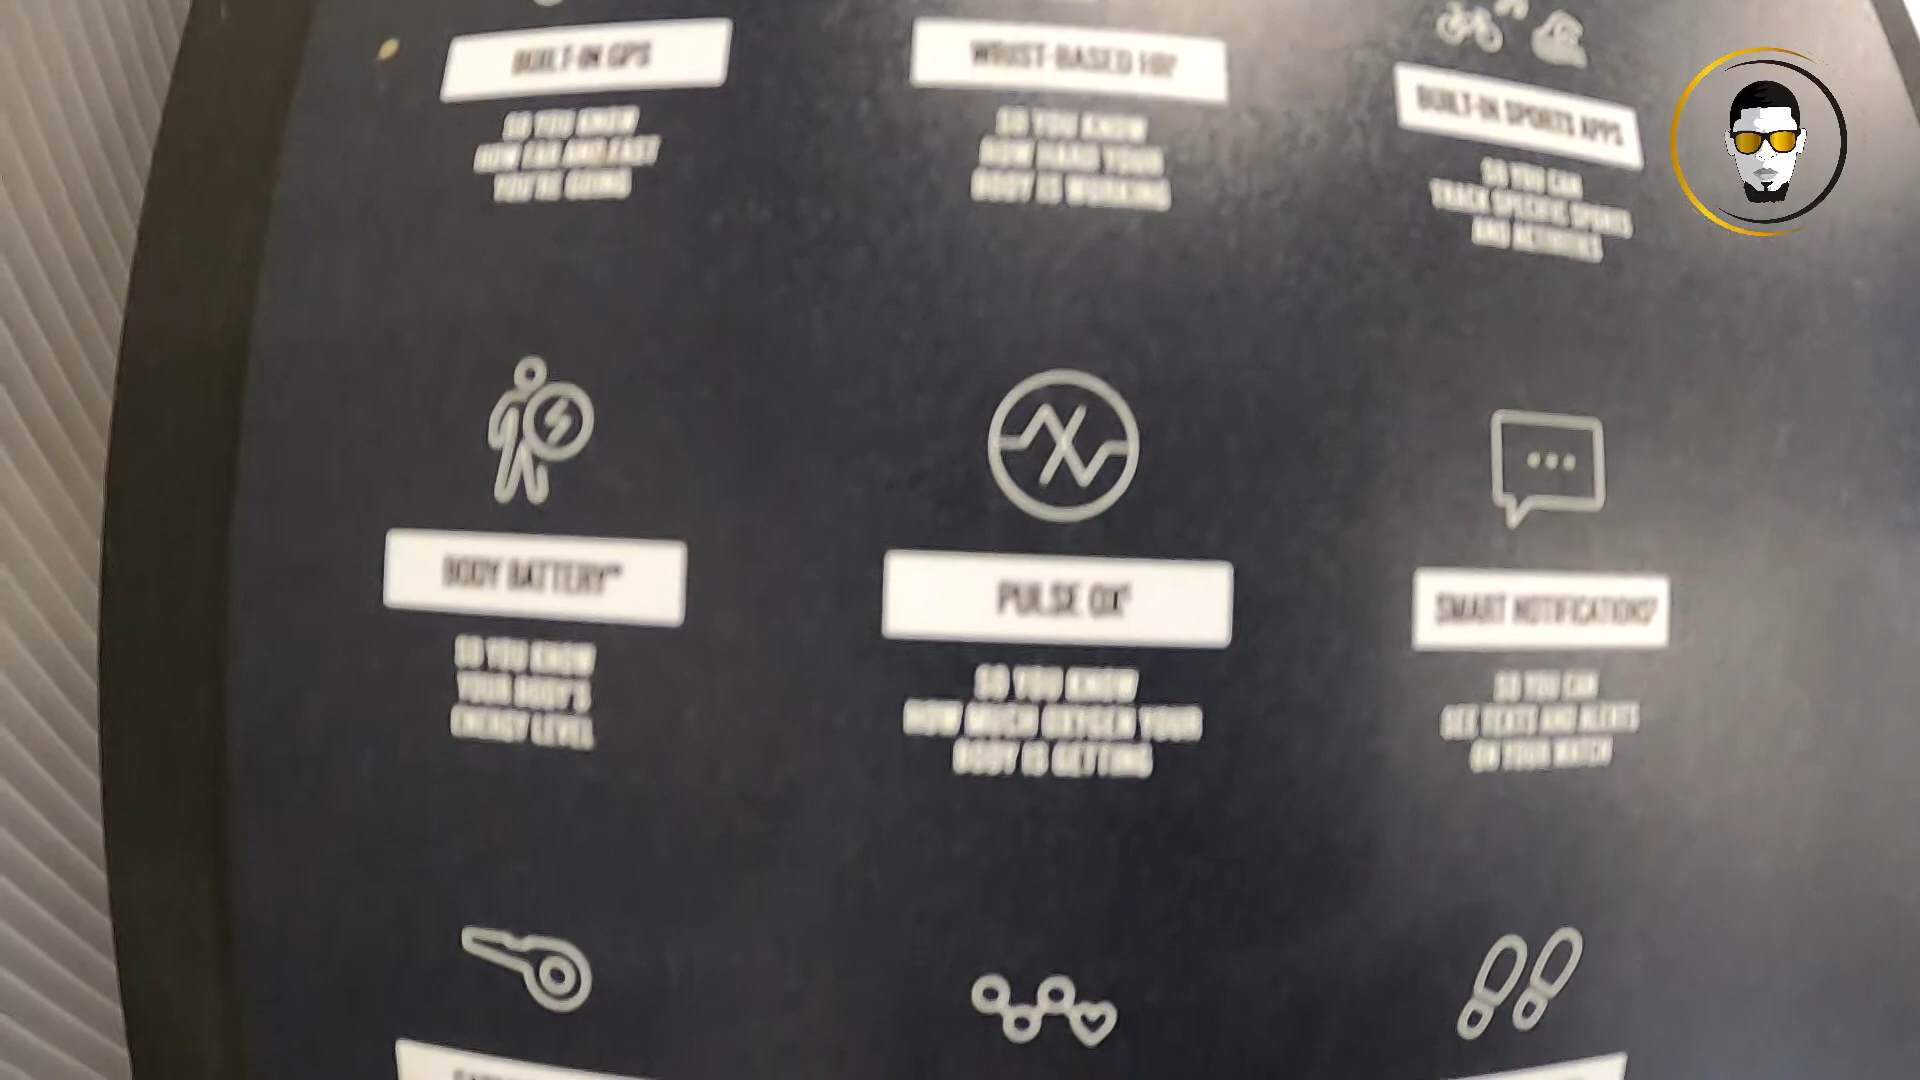 BUILT-IN GPS
SO YOU KNOW
HOW FAR AND FAST
YOU'RE GOING
WRIST-BASED HR
SO YOU KNOW
HOW HARD YOUR
BODY IS WORKING
BUILT-IN SPORTS APPS
SO YOU CAN
TRACK SPECIFIC SPORTS
AND ACTIVITIES
BODY BATTERY™
SO YOU KNOW
YOUR BODY'S
ENERGY LEVEL
PULSE OX
SO YOU KNOW
HOW MUCH OXYGEN YOUR
BODY IS GETTING
SMART NOTIFICATIONS
SO YOU CAN
SEE TEXTS AND ALERTS
ON YOUR WATCH